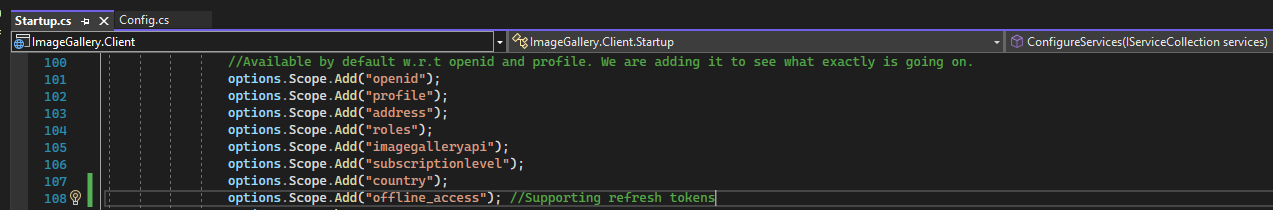 Startup.cs Config.cs
ImageGallery.Client ImageGallery.Client.Startup ConfigureServices(IServiceCollection services)
100 //Available by default w.r.t openid and profile. We are adding it to see what exactly is going on.
101 options.Scope.Add("openid");
102 options.Scope.Add("profile");
103 options.Scope.Add("address");
104 options.Scope.Add("roles");
105 options.Scope.Add("imagegalleryapi");
106 options.Scope.Add("subscriptionlevel");
107 options.Scope.Add("country");
108 options.Scope.Add("offline_access"); //Supporting refresh tokens